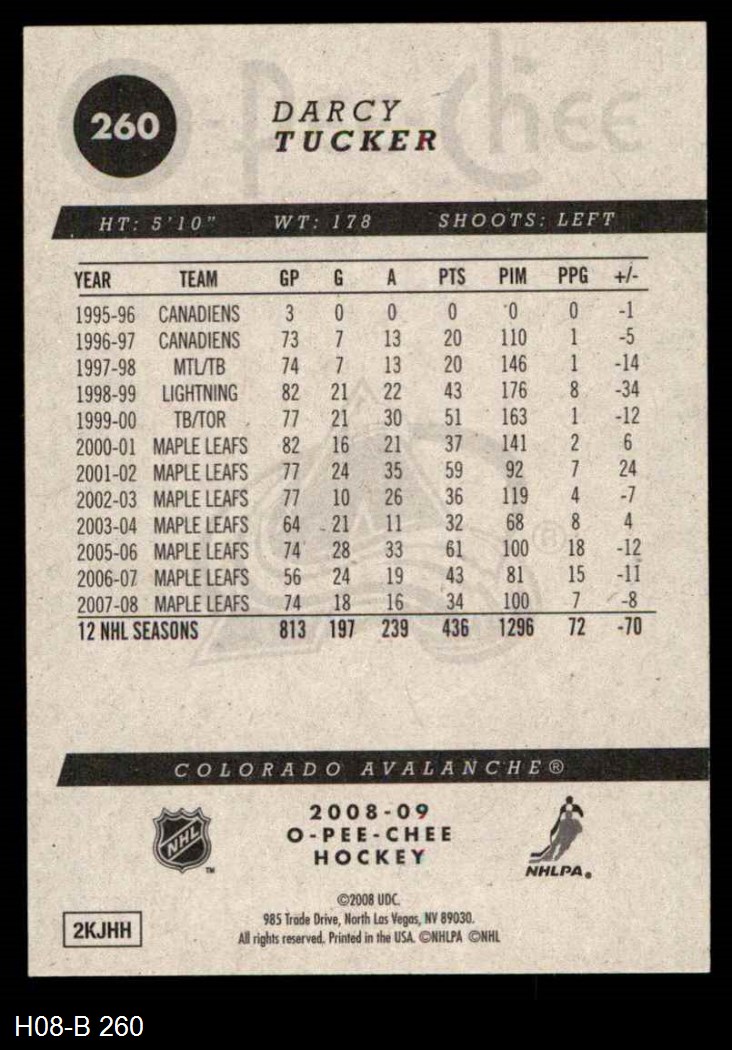 O-Pee-Chee
260
DARCY
TUCKER
HT: 5'10" WT: 178 SHOOTS: LEFT
YEAR TEAM GP G A PTS PIM PPG +/-
1995-96 CANADIENS 3 0 0 0 0 0 -1
1996-97 CANADIENS 73 7 13 20 110 1 -5
1997-98 MTL/TB 74 7 13 20 146 1 -14
1998-99 LIGHTNING 82 21 22 43 176 8 -34
1999-00 TB/TOR 77 21 30 51 163 1 -12
2000-01 MAPLE LEAFS 82 16 21 37 141 2 6
2001-02 MAPLE LEAFS 77 24 35 59 92 7 24
2002-03 MAPLE LEAFS 77 10 26 36 119 4 -7
2003-04 MAPLE LEAFS 64 21 11 32 68 8 4
2005-06 MAPLE LEAFS 74 28 33 61 100 18 -12
2006-07 MAPLE LEAFS 56 24 19 43 81 15 -11
2007-08 MAPLE LEAFS 74 18 16 34 100 7 -8
12 NHL SEASONS 813 197 239 436 1296 72 -70
®
COLORADO AVALANCHE®
NHL
TM
2008-09
O-PEE-CHEE
HOCKEY
NHLPA®
©2008 UDC.
985 Trade Drive, North Las Vegas, NV 89030.
All rights reserved. Printed in the USA. ©NHLPA ©NHL
2KJHH
H08-B 260